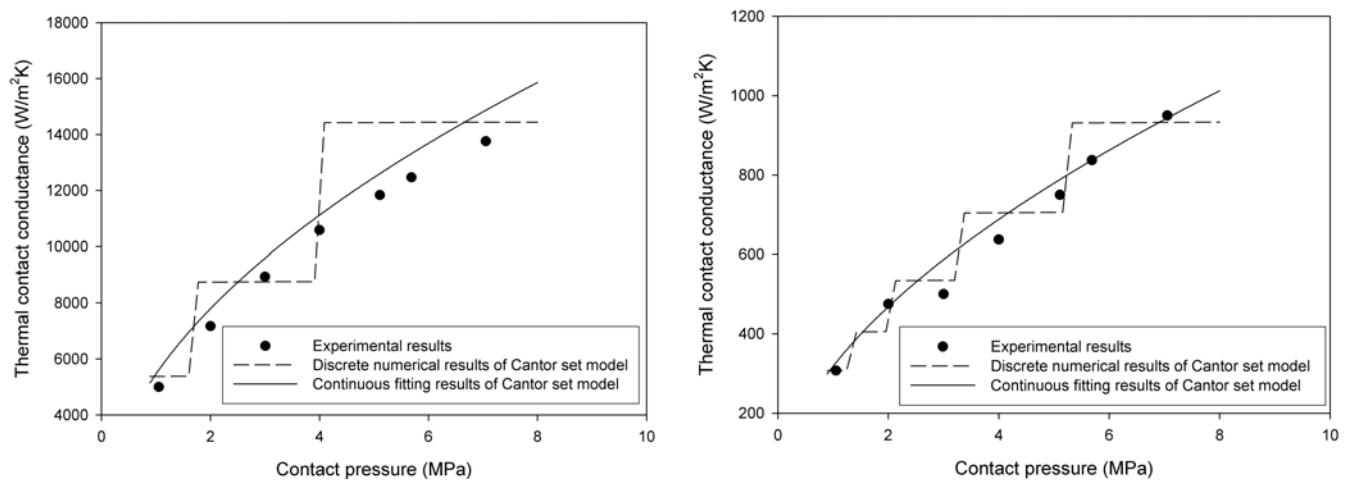 Thermal contact conductance (W/m²K)
18000
16000
14000
12000
10000
8000
6000
4000
0
2
4
6
8
10
Contact pressure (MPa)
Experimental results
Discrete numerical results of Cantor set model
Continuous fitting results of Cantor set model
Thermal contact conductance (W/m²K)
1200
1000
800
600
400
200
0
2
4
6
8
10
Contact pressure (MPa)
Experimental results
Discrete numerical results of Cantor set model
Continuous fitting results of Cantor set model